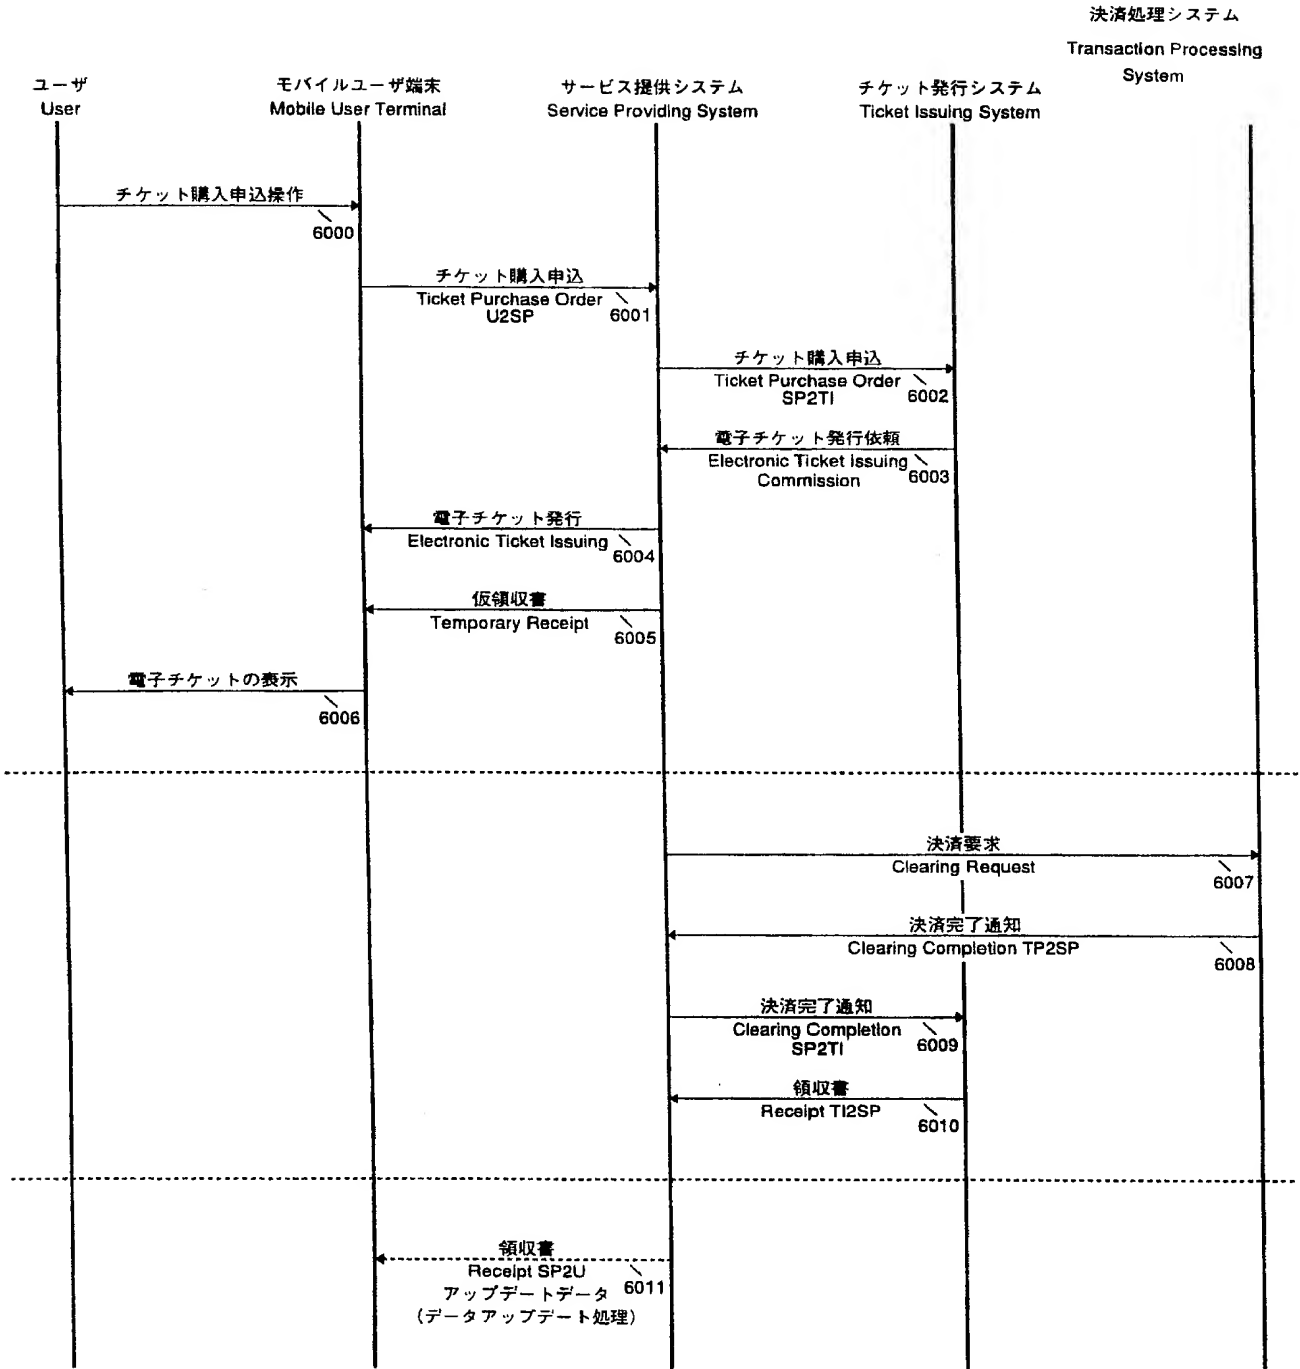 決済処理システム
Transaction Processing
System
ユーザ
User
モバイルユーザ端末
Mobile User Terminal
サービス提供システム
Service Providing System
チケット発行システム
Ticket Issuing System
チケット購入申込操作
6000
チケット購入申込
Ticket Purchase Order
U2SP
6001
チケット購入申込
Ticket Purchase Order
SP2TI
6002
電子チケット発行依頼
Electronic Ticket Issuing
Commission
6003
電子チケット発行
Electronic Ticket Issuing
6004
仮領収書
Temporary Receipt
6005
電子チケットの表示
6006
決済要求
Clearing Request
6007
決済完了通知
Clearing Completion TP2SP
6008
決済完了通知
Clearing Completion
SP2TI
6009
領収書
Receipt TI2SP
6010
領収書
Receipt SP2U
6011
アップデートデータ
(データアップデート処理)